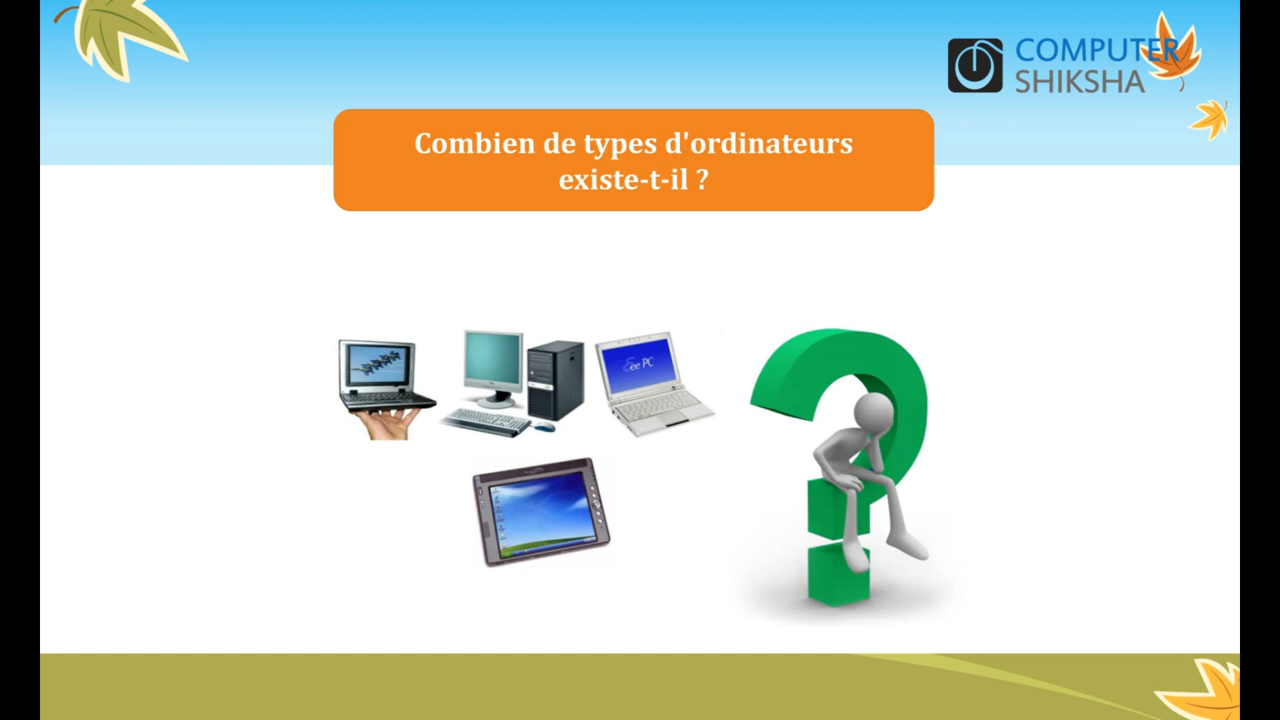 COMPUTER
SHIKSHA
Combien de types d'ordinateurs
existe-t-il ?
Eee PC